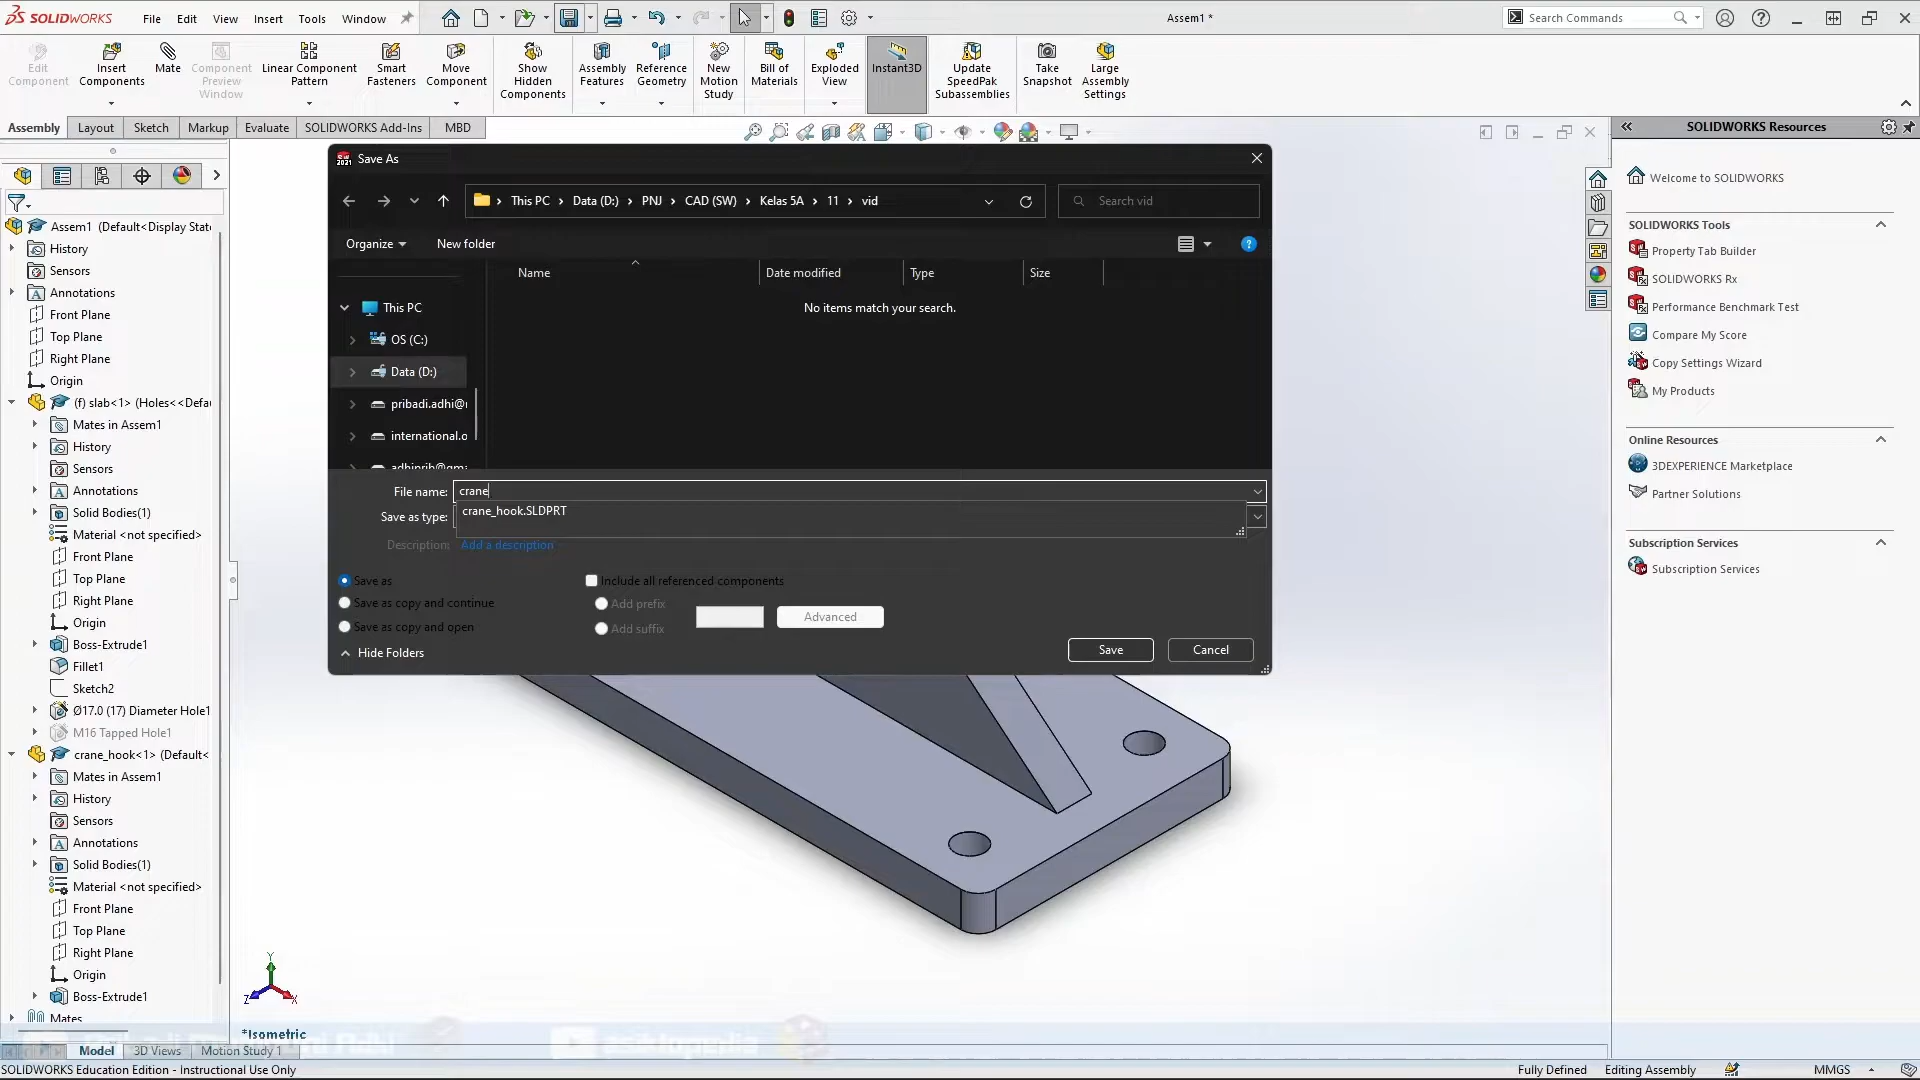 SOLIDWORKS
File Edit View Insert Tools Window
Assem1 *
Search Commands
Edit Component
Insert Components
Mate
Component Preview Window
Linear Component Pattern
Smart Fasteners
Move Component
Show Hidden Components
Assembly Features
Reference Geometry
New Motion Study
Bill of Materials
Exploded View
Instant3D
Update SpeedPak Subassemblies
Take Snapshot
Large Assembly Settings
Assembly Layout Sketch Markup Evaluate SOLIDWORKS Add-Ins MBD
Assem1 (Default<Display State
History
Sensors
Annotations
Front Plane
Top Plane
Right Plane
Origin
(f) slab<1> (Holes<<Defau
Mates in Assem1
History
Sensors
Annotations
Solid Bodies(1)
Material <not specified>
Front Plane
Top Plane
Right Plane
Origin
Boss-Extrude1
Fillet1
Sketch2
Ø17.0 (17) Diameter Hole1
M16 Tapped Hole1
crane_hook<1> (Default<
Mates in Assem1
History
Sensors
Annotations
Solid Bodies(1)
Material <not specified>
Front Plane
Top Plane
Right Plane
Origin
Boss-Extrude1
Mates
Save As
This PC > Data (D:) > PNJ > CAD (SW) > Kelas 5A > 11 > vid
Search vid
Organize
New folder
Name Date modified Type Size
No items match your search.
This PC
OS (C:)
Data (D:)
pribadi.adhi@
international.o
File name: crane
crane_hook.SLDPRT
Save as type:
Description: Add a description
Save as
Save as copy and continue
Save as copy and open
Include all referenced components
Add prefix
Add suffix
Advanced
Hide Folders
Save
Cancel
SOLIDWORKS Resources
Welcome to SOLIDWORKS
SOLIDWORKS Tools
Property Tab Builder
SOLIDWORKS Rx
Performance Benchmark Test
Compare My Score
Copy Settings Wizard
My Products
Online Resources
3DEXPERIENCE Marketplace
Partner Solutions
Subscription Services
Subscription Services
Y
Z
X
*Isometric
Model 3D Views Motion Study 1
SOLIDWORKS Education Edition - Instructional Use Only
Fully Defined Editing Assembly MMGS